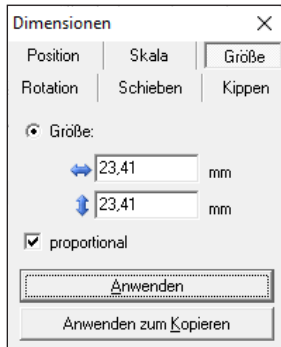 Dimensionen
Position Skala Größe
Rotation Schieben Kippen
Größe:
23,41 mm
23,41 mm
proportional
Anwenden
Anwenden zum Kopieren